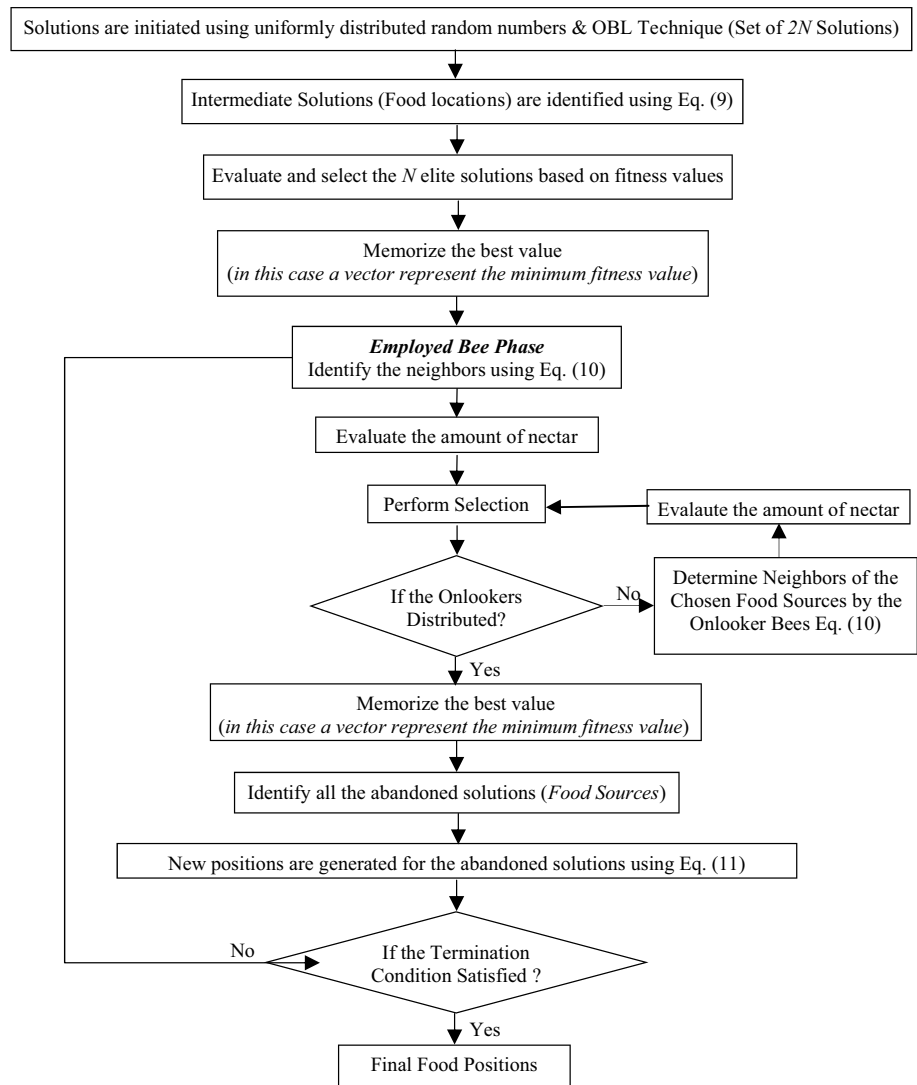 Solutions are initiated using uniformly distributed random numbers & OBL Technique (Set of 2N Solutions)
Intermediate Solutions (Food locations) are identified using Eq. (9)
Evaluate and select the N elite solutions based on fitness values
Memorize the best value
(in this case a vector represent the minimum fitness value)
Employed Bee Phase
Identify the neighbors using Eq. (10)
Evaluate the amount of nectar
Perform Selection
Evalaute the amount of nectar
If the Onlookers
Distributed?
No
Determine Neighbors of the
Chosen Food Sources by the
Onlooker Bees Eq. (10)
Yes
Memorize the best value
(in this case a vector represent the minimum fitness value)
Identify all the abandoned solutions (Food Sources)
New positions are generated for the abandoned solutions using Eq. (11)
No
If the Termination
Condition Satisfied ?
Yes
Final Food Positions